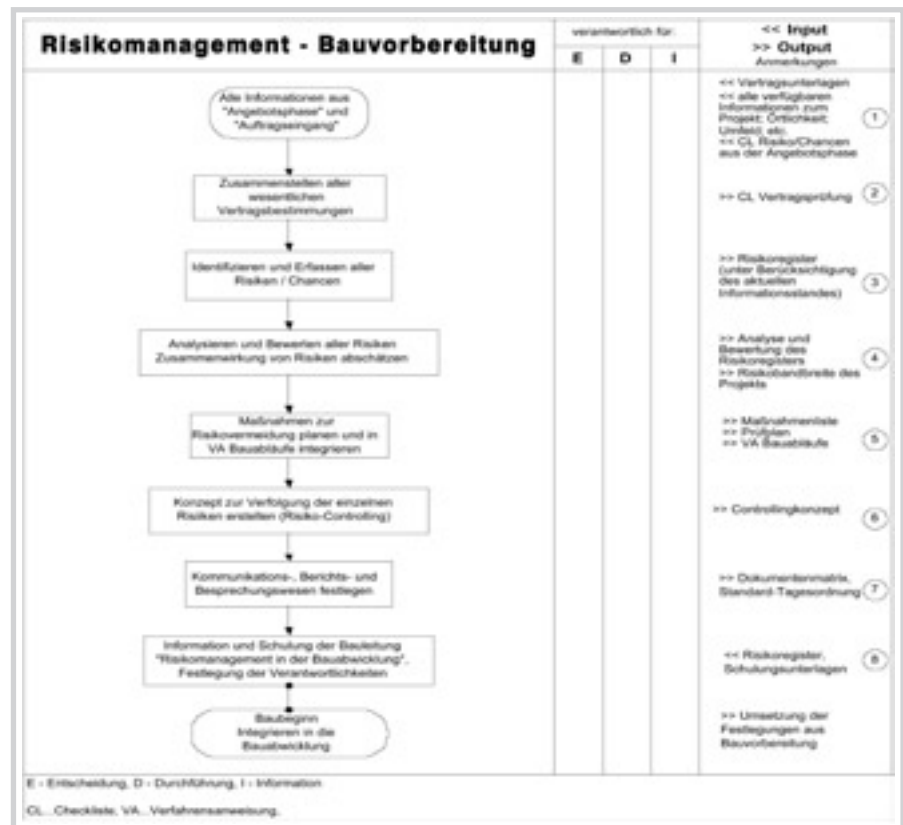 Risikomanagement - Bauvorbereitung
verantwortlich für:
E D I
<< Input
>> Output
Anmerkungen
Alle Informationen aus
"Angebotsphase" und
"Auftragseingang"
<< Vertragsunterlagen
<< alle verfügbaren
Informationen zum
Projekt; Örtlichkeit;
Umfeld; etc.
<< CL Risiko/Chancen
aus der Angebotsphase
1
Zusammenstellen aller
wesentlichen
Vertragsbestimmungen
>> CL Vertragsprüfung
2
Identifizieren und Erfassen aller
Risiken / Chancen
>> Risikoregister
(unter Berücksichtigung
des aktuellen
Informationsstandes)
3
Analysieren und Bewerten aller Risiken
Zusammenwirkung von Risiken abschätzen
>> Analyse und
Bewertung des
Risikoregisters
>> Risikobandbreite des
Projekts
4
Maßnahmen zur
Risikovermeidung planen und in
VA Bauabläufe integrieren
>> Maßnahmenliste
>> Prüfplan
>> VA Bauabläufe
5
Konzept zur Verfolgung der einzelnen
Risiken erstellen (Risiko-Controlling)
>> Controllingkonzept
6
Kommunikations-, Berichts- und
Besprechungswesen festlegen
>> Dokumentenmatrix,
Standard-Tagesordnung
7
Information und Schulung der Bauleitung
"Risikomanagement in der Bauabwicklung",
Festlegung der Verantwortlichkeiten
<< Risikoregister,
Schulungsunterlagen
8
Baubeginn
Integrieren in die
Bauabwicklung
>> Umsetzung der
Festlegungen aus
Bauvorbereitung
E - Entscheidung, D - Durchführung, I - Information
CL...Checkliste; VA...Verfahrensanweisung,